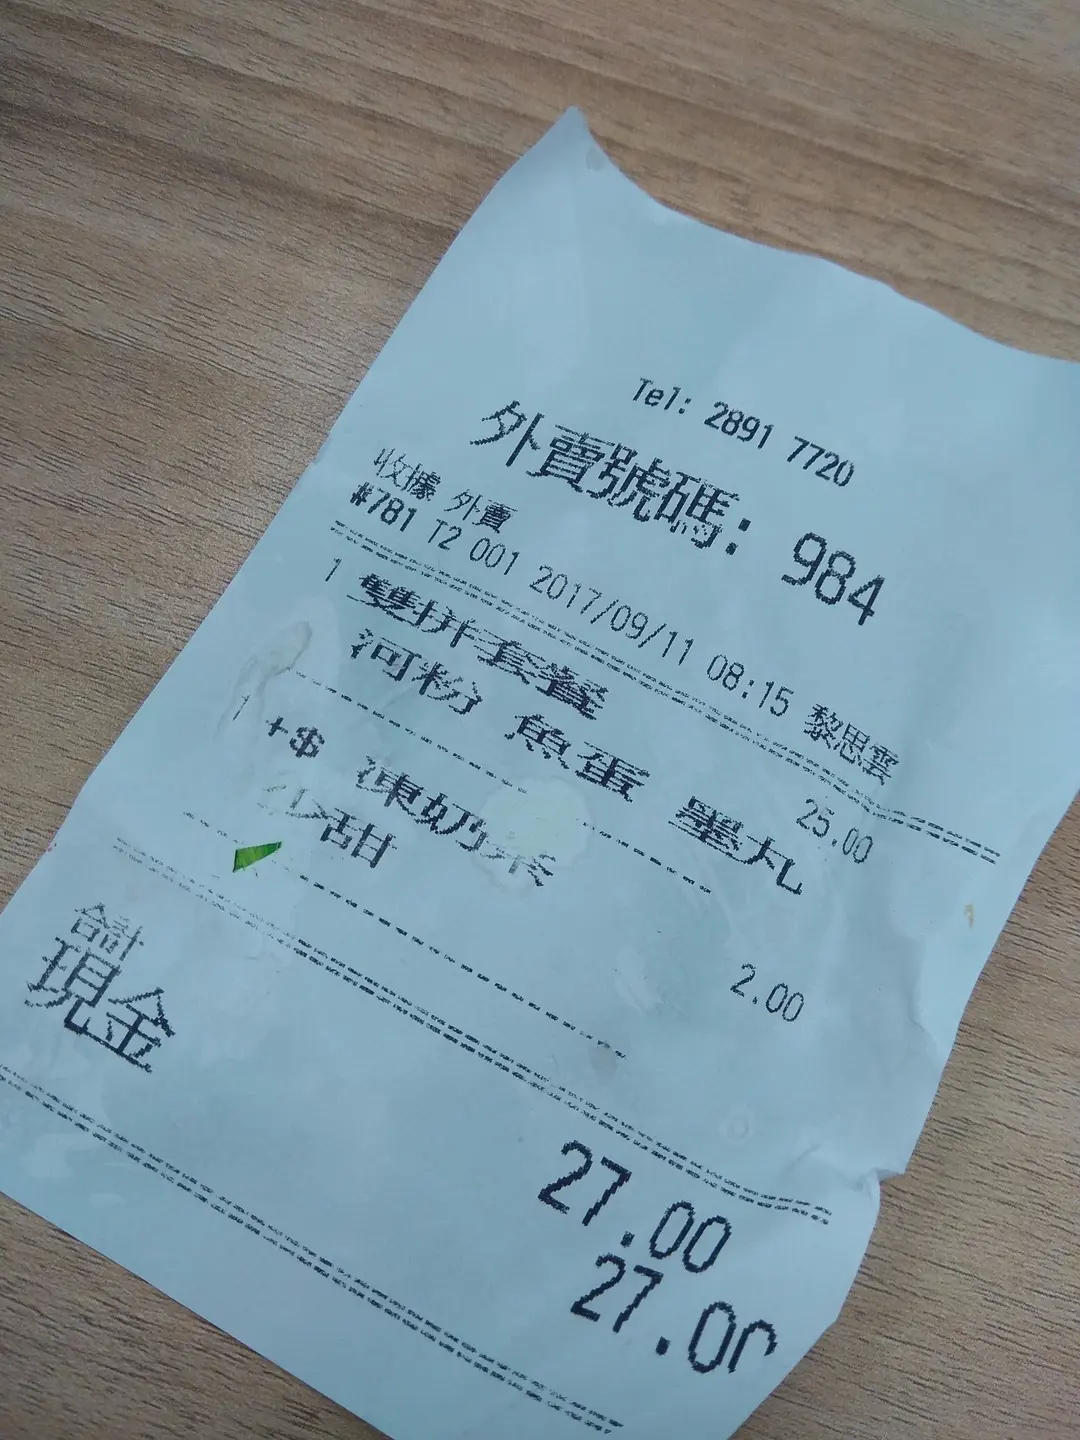 Tel: 2891 7720
外賣號碼: 984
收據 外賣
#781 T2 001 2017/09/11 08:15 黎思雲
1 雙拼套餐 25.00
河粉 魚蛋 墨丸
1 +$ 凍奶茶 2.00
少甜
合計 27.00
現金 27.00